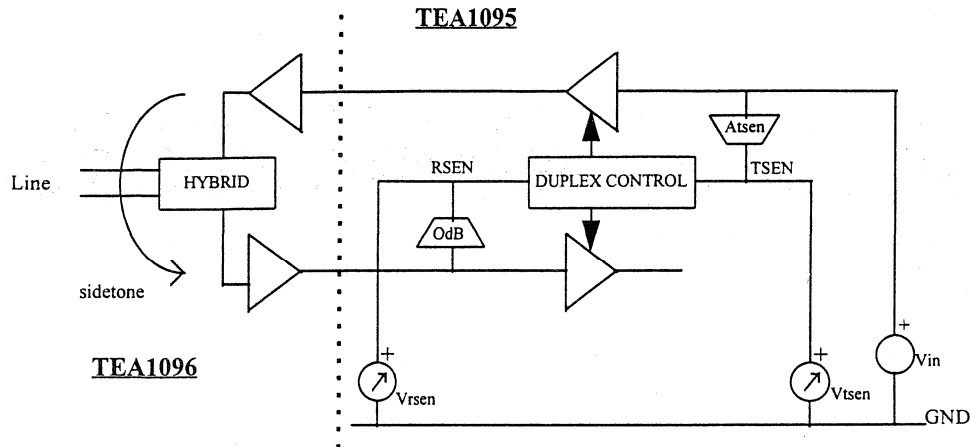 TEA1095
Atsen
Line
HYBRID
RSEN
DUPLEX CONTROL
TSEN
OdB
sidetone
+
+
+
Vin
TEA1096
Vrsen
Vtsen
GND